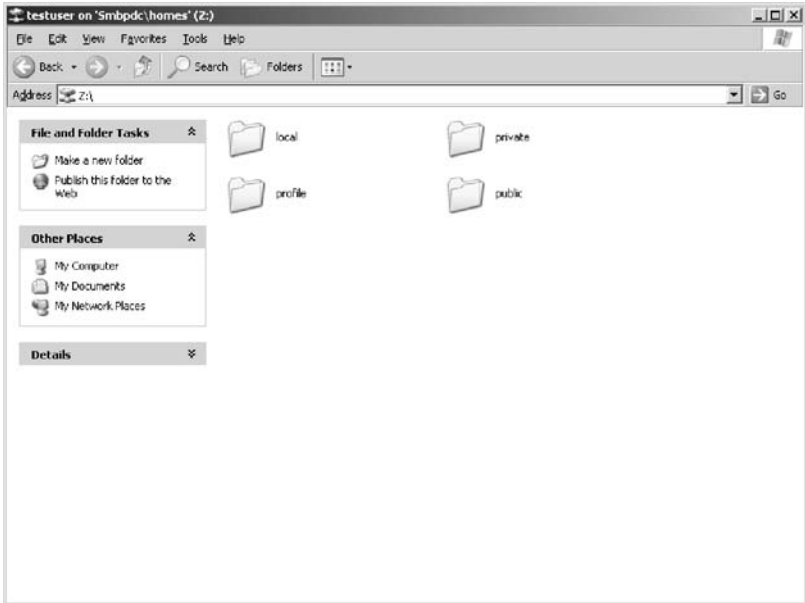 testuser on 'Smbpdc\homes' (Z:)
File Edit View Favorites Tools Help
Back Search Folders
Address Z:\ Go
File and Folder Tasks
Make a new folder
Publish this folder to the
Web
Other Places
My Computer
My Documents
My Network Places
Details
local
private
profile
public